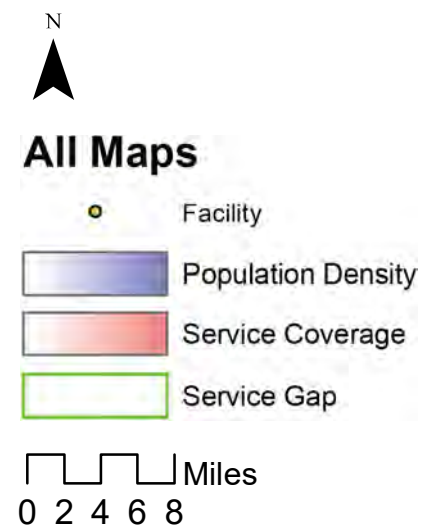 N
All Maps
Facility
Population Density
Service Coverage
Service Gap
Miles
0 2 4 6 8